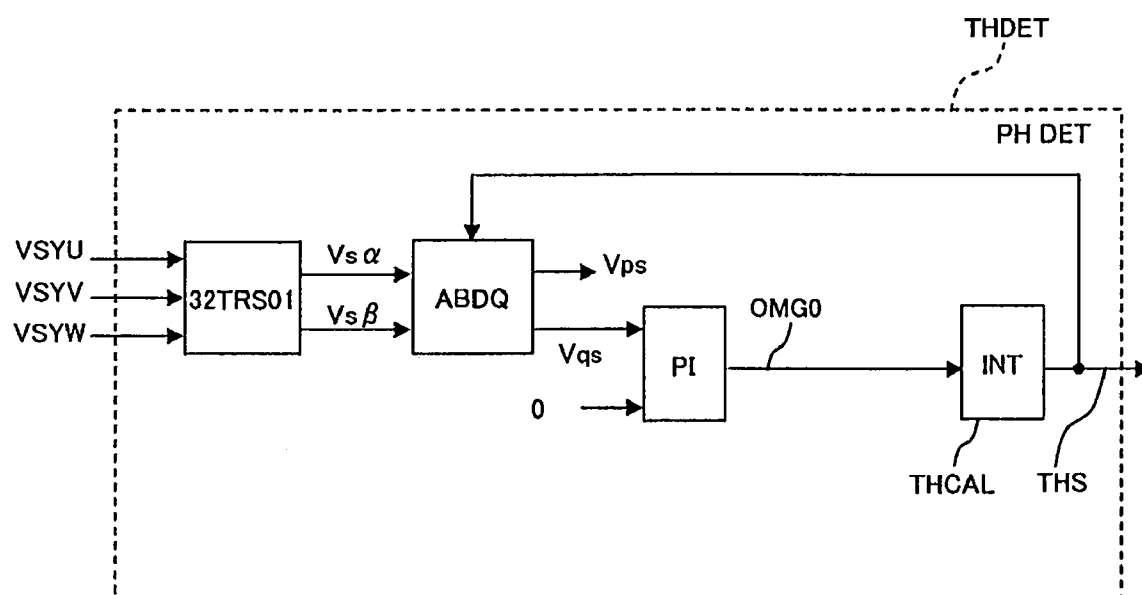 THDET
PH DET
VSYU
VSYV
VSYW
32TRS01
Vs α
Vs β
ABDQ
Vps
Vqs
0
PI
OMG0
INT
THCAL
THS